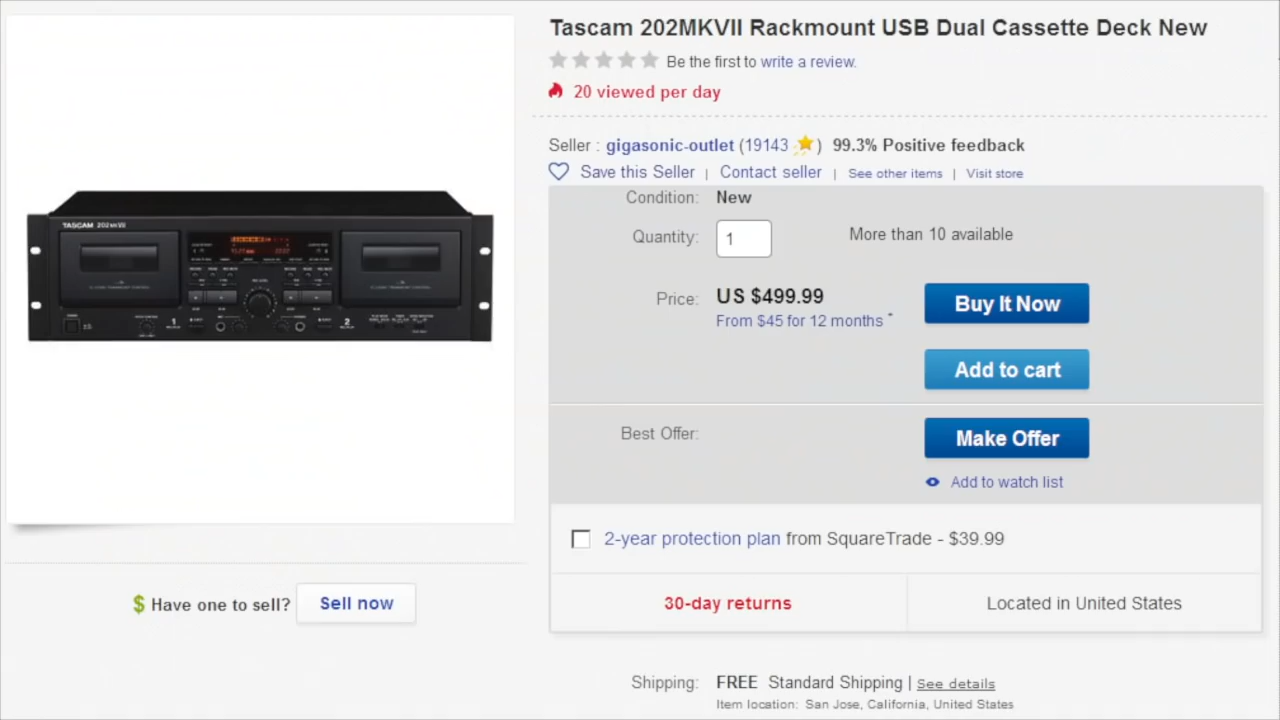 Tascam 202MKVII Rackmount USB Dual Cassette Deck New
Be the first to write a review.
20 viewed per day
Seller : gigasonic-outlet (19143 ) 99.3% Positive feedback
Save this Seller | Contact seller | See other items | Visit store
Condition: New
Quantity: 1 More than 10 available
Price: US $499.99 Buy It Now
From $45 for 12 months *
Add to cart
Best Offer: Make Offer
Add to watch list
2-year protection plan from SquareTrade - $39.99
30-day returns Located in United States
Shipping: FREE Standard Shipping | See details
Item location: San Jose, California, United States
TASCAM 202MKVII
1
2
$ Have one to sell? Sell now